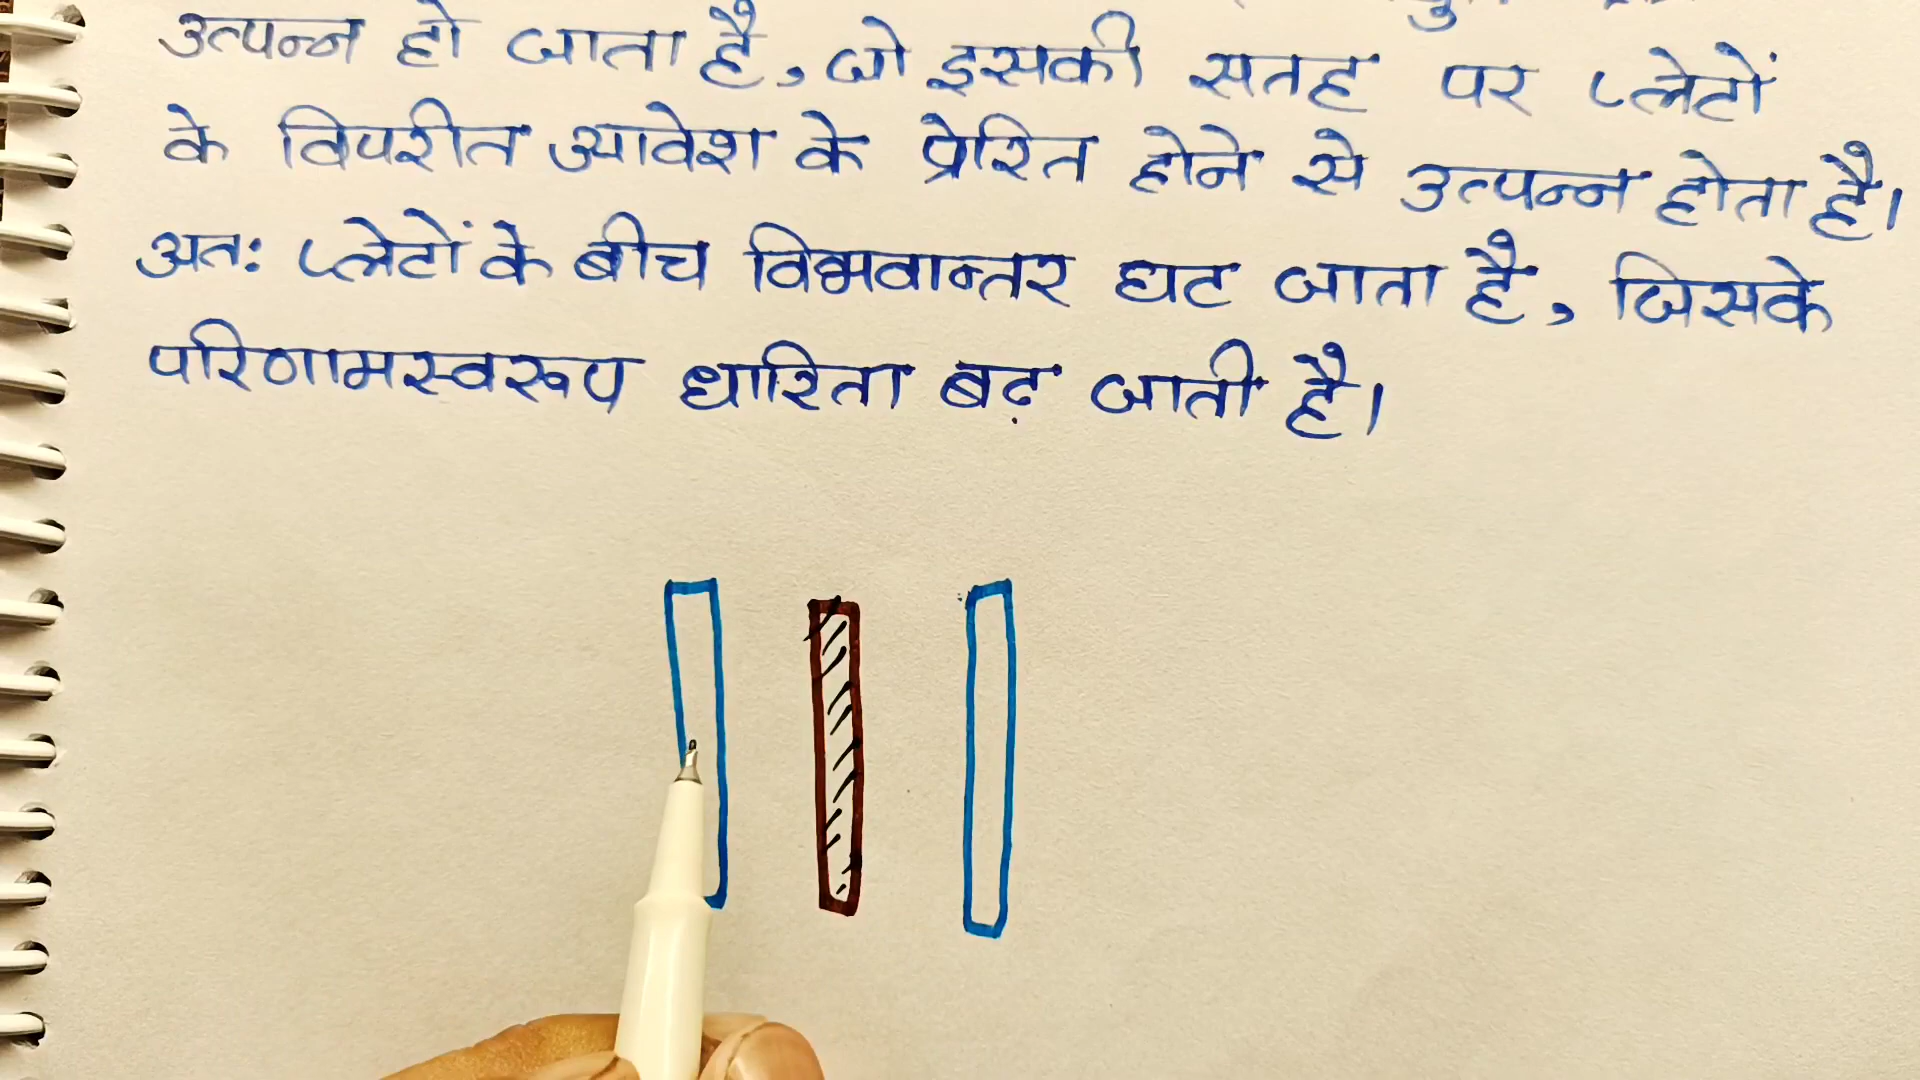 उत्पन्न हो जाता है, जो इसकी सतह पर प्लेटों
के विपरीत आवेश के प्रेरित होने से उत्पन्न होता है।
अतः प्लेटों के बीच विभवान्तर घट जाता है, जिसके
परिणामस्वरूप धारिता बढ़ जाती है।